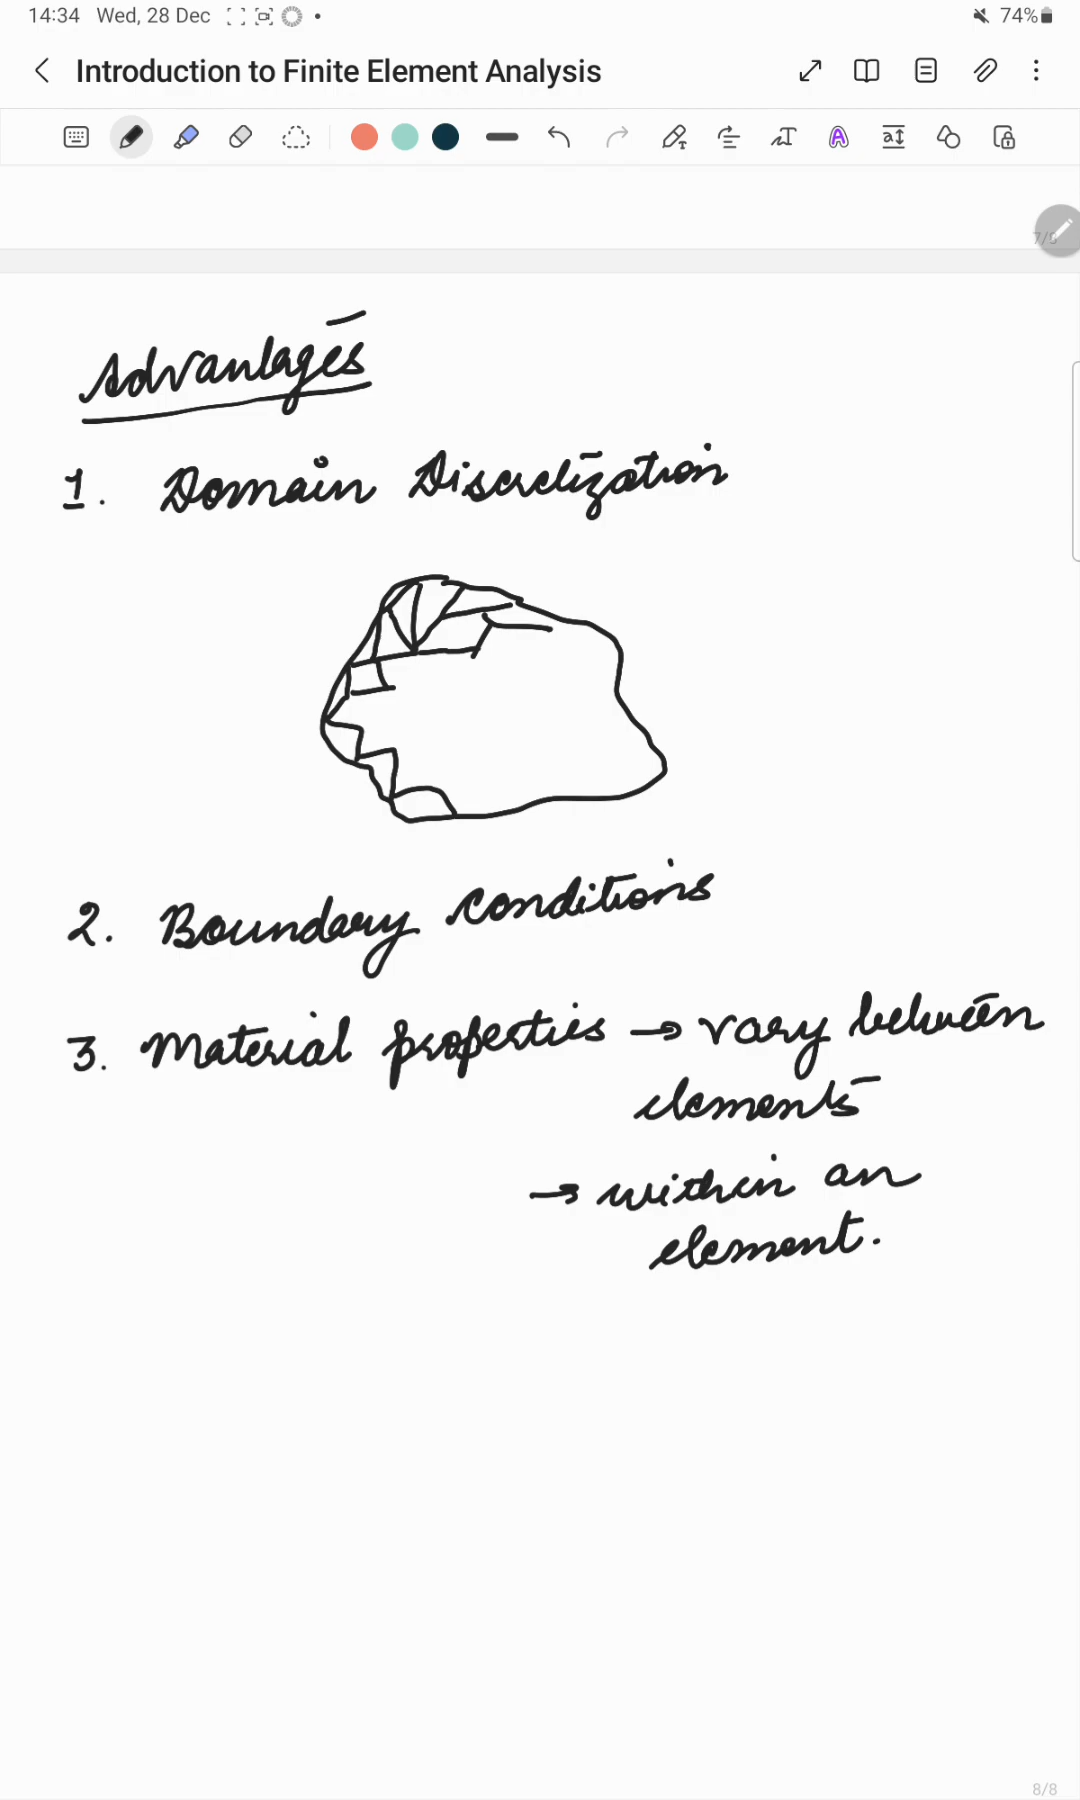 14:34 Wed, 28 Dec
74%
Introduction to Finite Element Analysis
Advantages
1. Domain Discretization
2. Boundary conditions
3. Material properties → vary between
elements
→ within an
element.
8/8